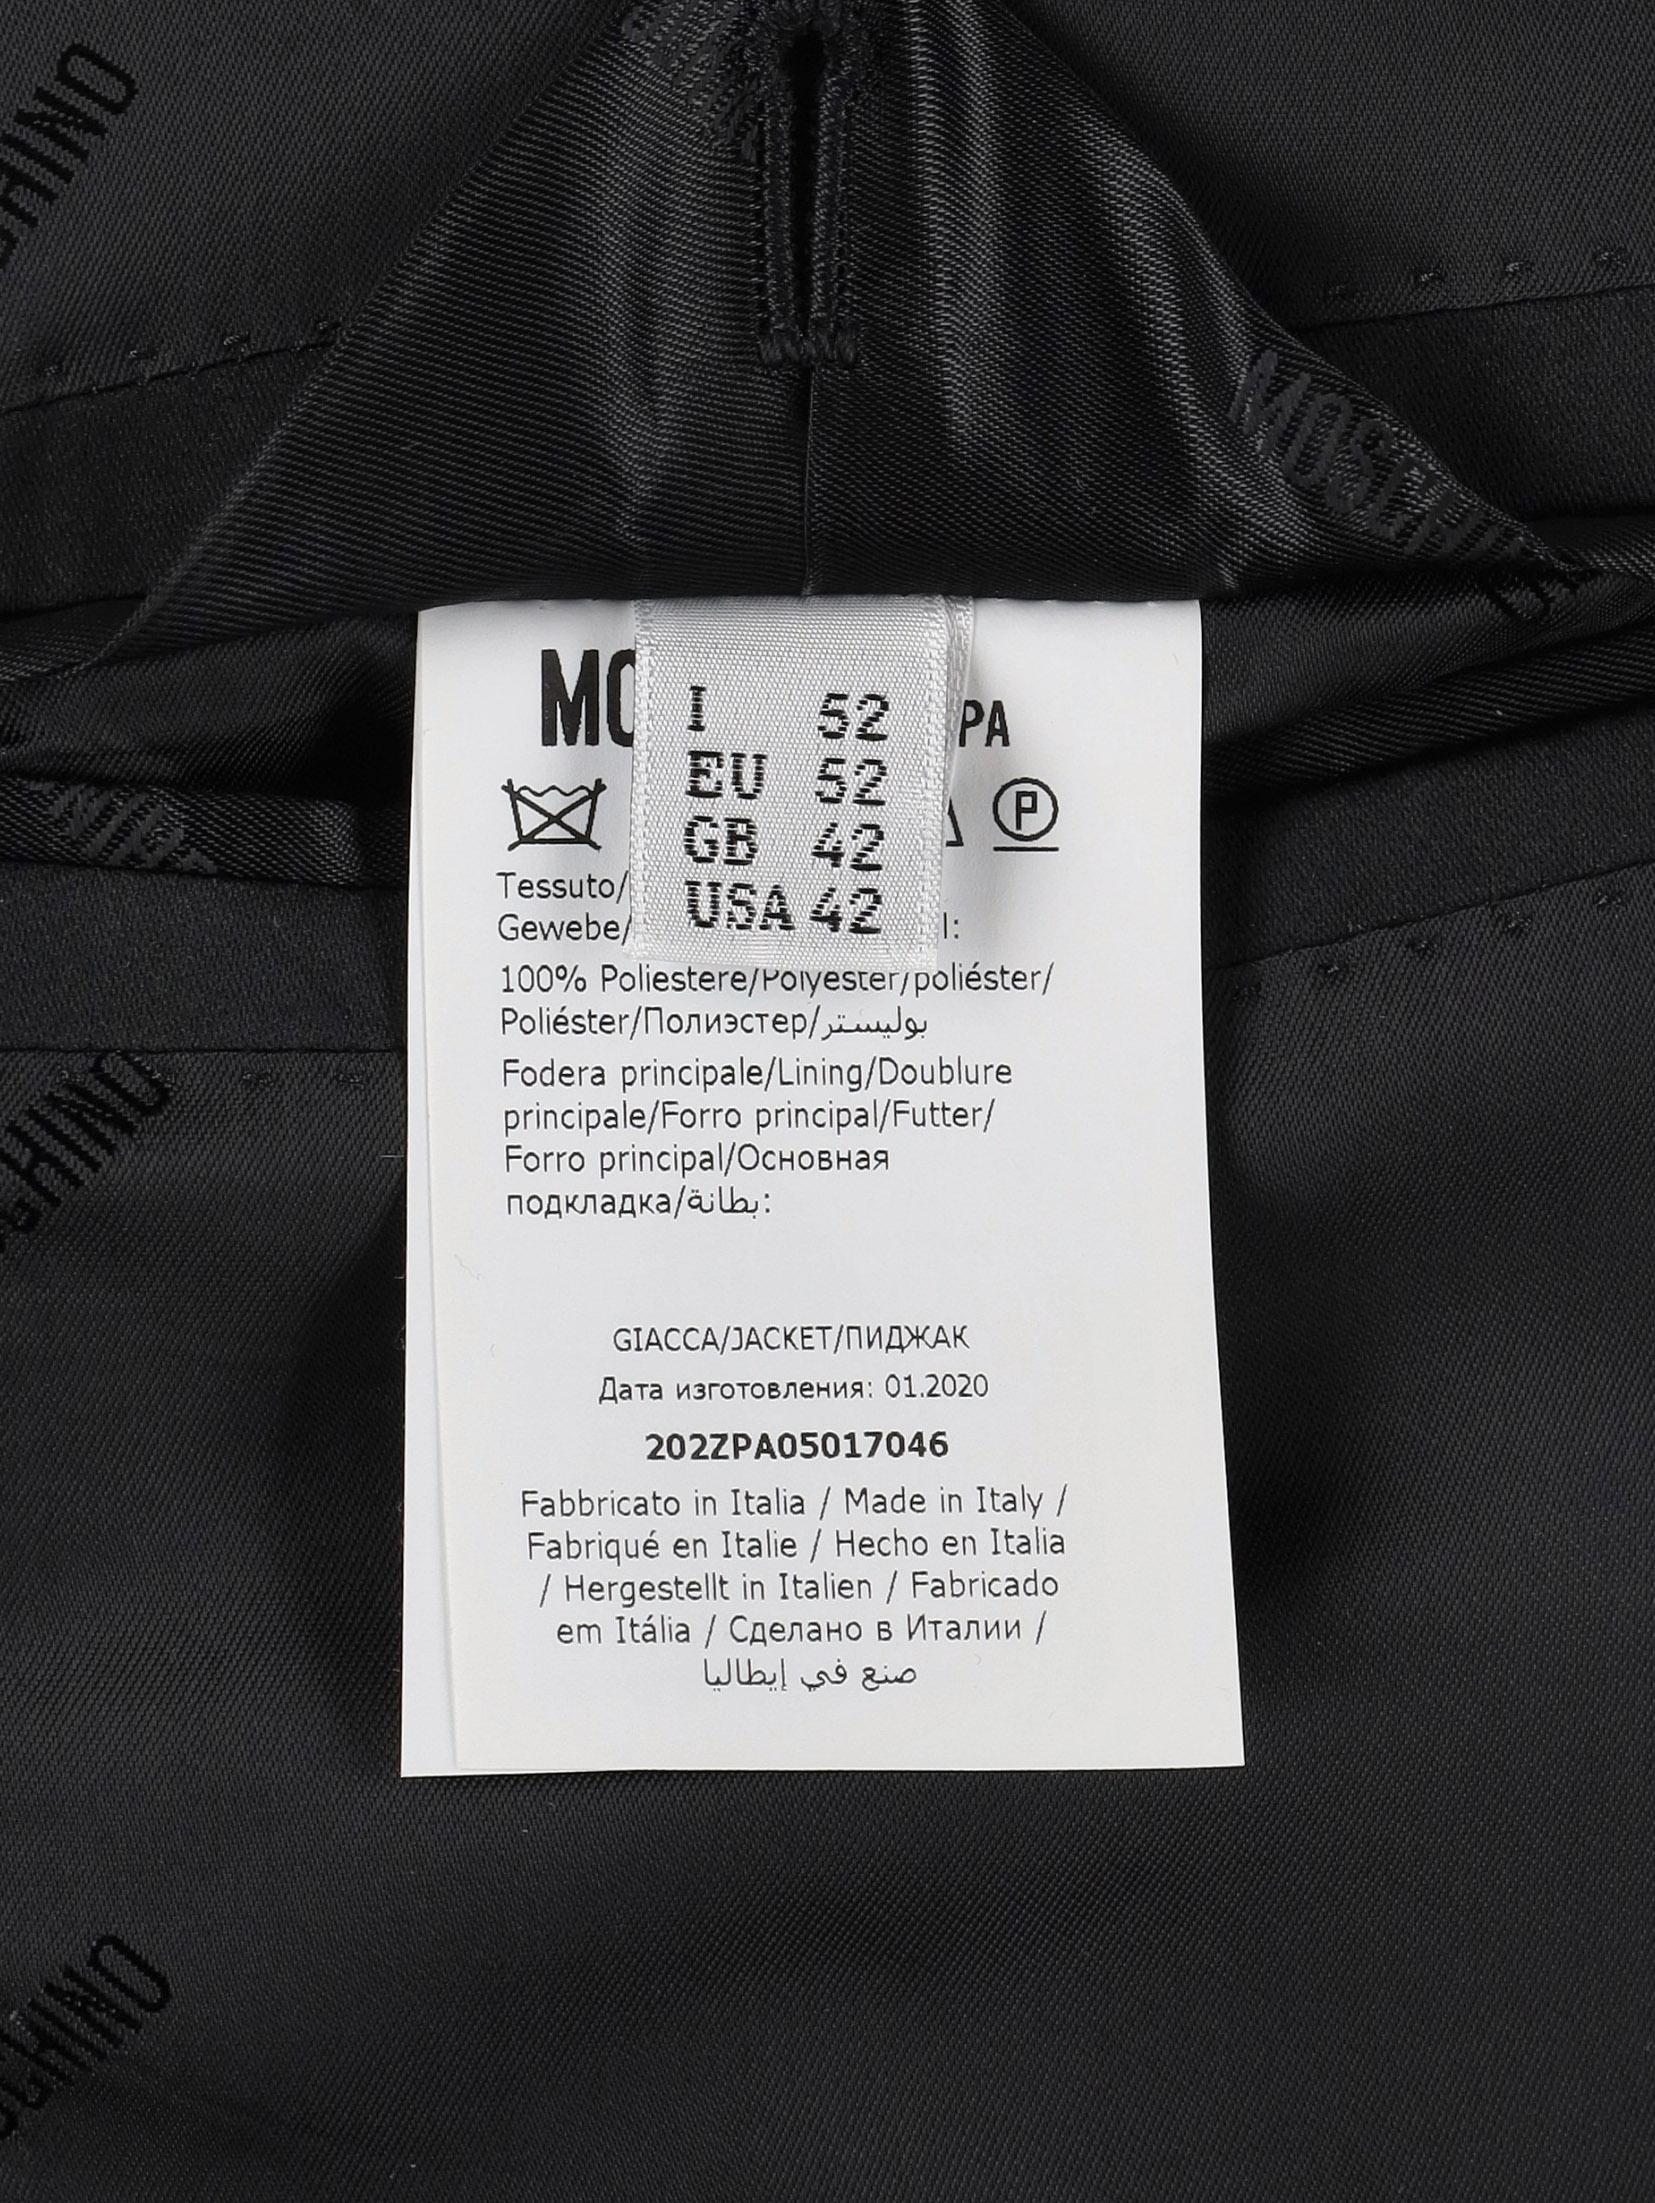 MOSCHINO
I 52
EU 52
GB 42
USA 42
PA
P
Tessuto/
Gewebe/ l:
100% Poliestere/Polyester/poliéster/
Poliéster/Полиэстер/بوليستر
Fodera principale/Lining/Doublure
principale/Forro principal/Futter/
Forro principal/Основная
подкладка/بطانة:
GIACCA/JACKET/ПИДЖАК
Дата изготовления: 01.2020
202ZPA05017046
Fabbricato in Italia / Made in Italy /
Fabriqué en Italie / Hecho en Italia
/ Hergestellt in Italien / Fabricado
em Itália / Сделано в Италии /
صنع في إيطاليا